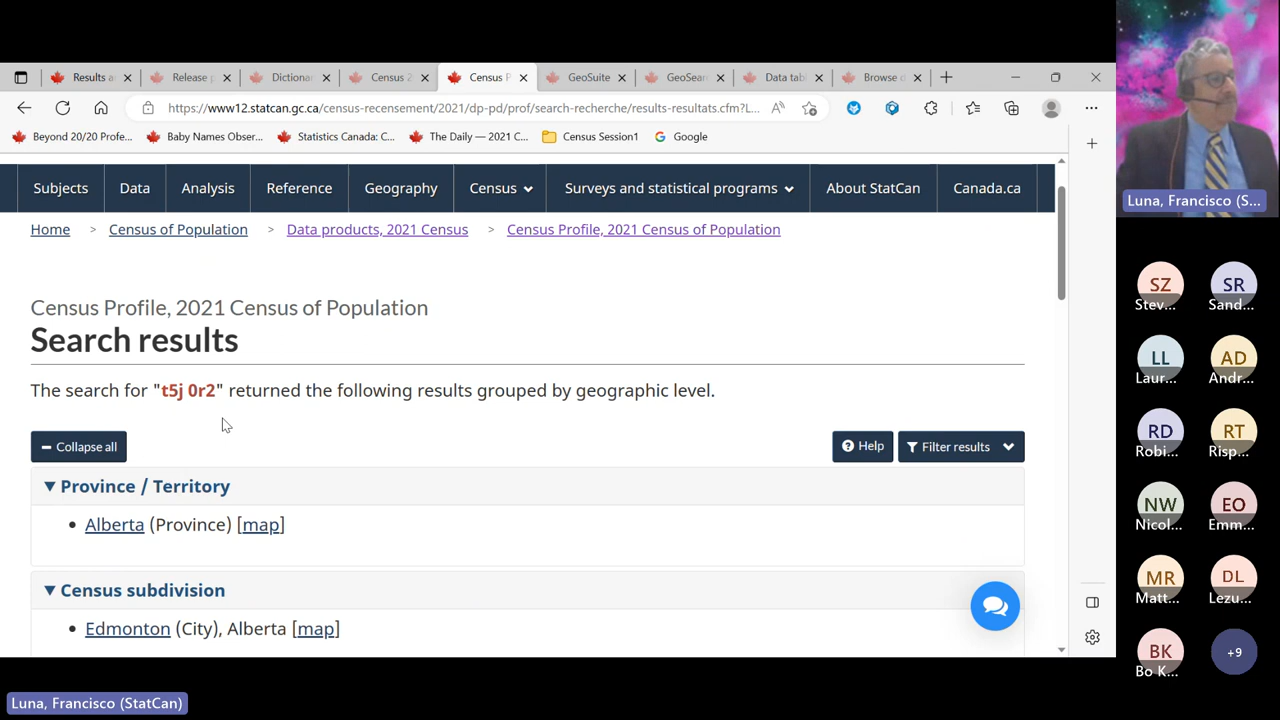 Results a
Release p
Dictionar
Census 2
Census P
GeoSuite
GeoSear
Data tab
Browse d
https://www12.statcan.gc.ca/census-recensement/2021/dp-pd/prof/search-recherche/results-resultats.cfm?L...
Beyond 20/20 Profe...
Baby Names Obser...
Statistics Canada: C...
The Daily — 2021 C...
Census Session1
Google
Subjects
Data
Analysis
Reference
Geography
Census
Surveys and statistical programs
About StatCan
Canada.ca
Home > Census of Population > Data products, 2021 Census > Census Profile, 2021 Census of Population
Census Profile, 2021 Census of Population
Search results
The search for "t5j 0r2" returned the following results grouped by geographic level.
Collapse all
Help
Filter results
Province / Territory
• Alberta (Province) [map]
Census subdivision
• Edmonton (City), Alberta [map]
Luna, Francisco (S...
SZ
Stev...
SR
Sand...
LL
Laur...
AD
Andr...
RD
Robi...
RT
Risp...
NW
Nicol...
EO
Emm...
MR
Matt...
DL
Lezu...
BK
Bo K...
+9
Luna, Francisco (StatCan)